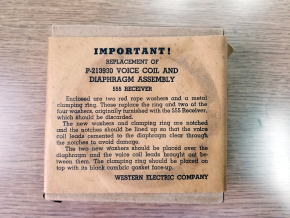 IMPORTANT!
REPLACEMENT OF
P-213930 VOICE COIL AND
DIAPHRAGM ASSEMBLY
555 RECEIVER
Enclosed are two red rope washers and a metal
clamping ring. These replace the ring and two of the
four washers, originally furnished with the 555 Receiver,
which should be discarded.
The new washers and clamping ring are notched
and the notches should be lined up so that the voice
coil leads cemented to the diaphragm clear through
the notches to avoid damage.
The two new washers should be placed over the
diaphragm and the voice coil leads brought out be-
tween them. The clamping ring should be placed on
top with its black cambric gasket face-up.
WESTERN ELECTRIC COMPANY